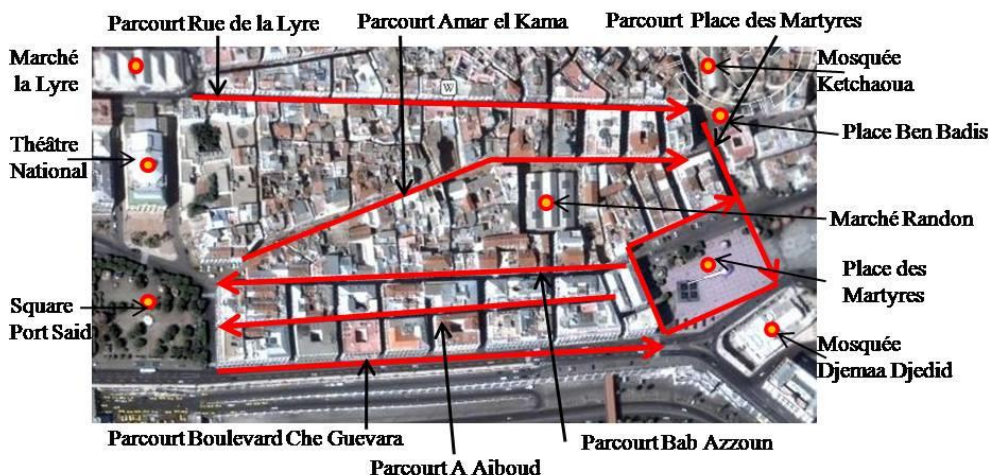 Parcourt Rue de la Lyre
Parcourt Amar el Kama
Parcourt Place des Martyres
Marché
la Lyre
Mosquée
Ketchaoua
W
Place Ben Badis
Théâtre
National
Marché Randon
Place des
Martyres
Square
Port Said
Mosquée
Djemaa Djedid
Parcourt Boulevard Che Guevara
Parcourt Bab Azzoun
Parcourt A Aiboud